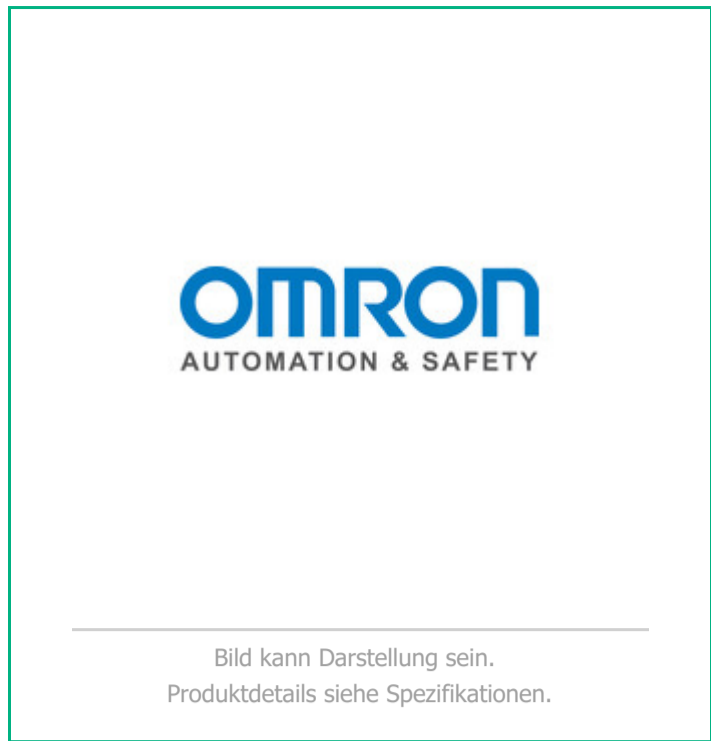 OMRON
AUTOMATION & SAFETY
Bild kann Darstellung sein.
Produktdetails siehe Spezifikationen.